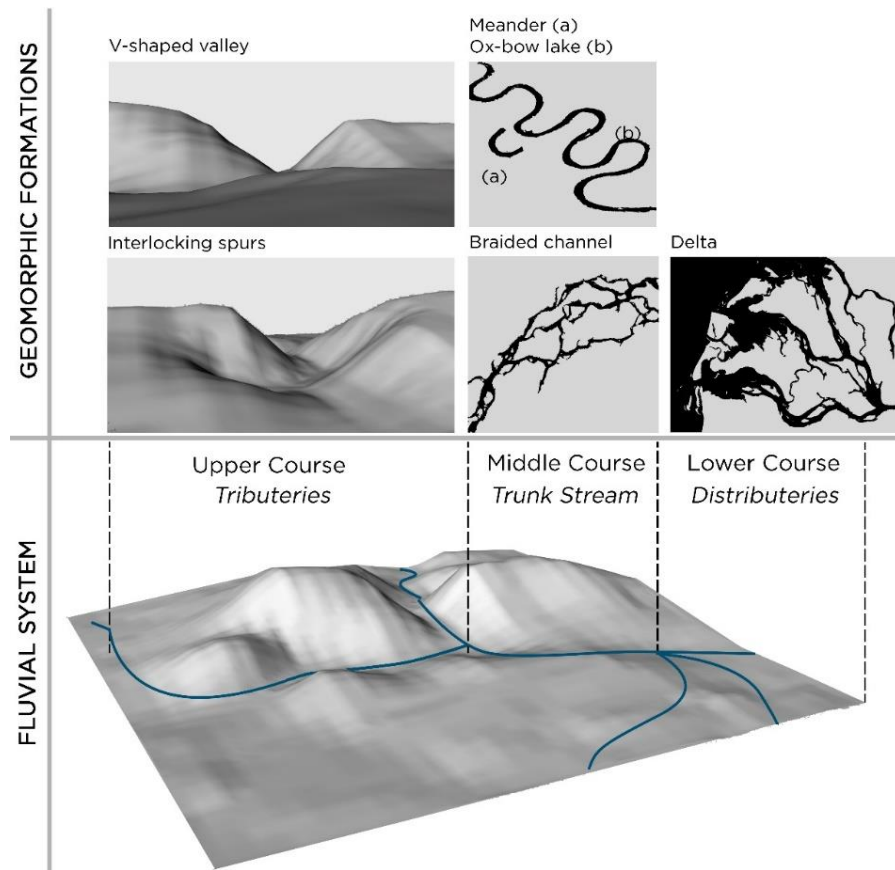 GEOMORPHIC FORMATIONS
V-shaped valley
Meander (a)
Ox-bow lake (b)
(b)
(a)
Interlocking spurs
Braided channel
Delta
FLUVIAL SYSTEM
Upper Course
Tributeries
Middle Course
Trunk Stream
Lower Course
Distributeries